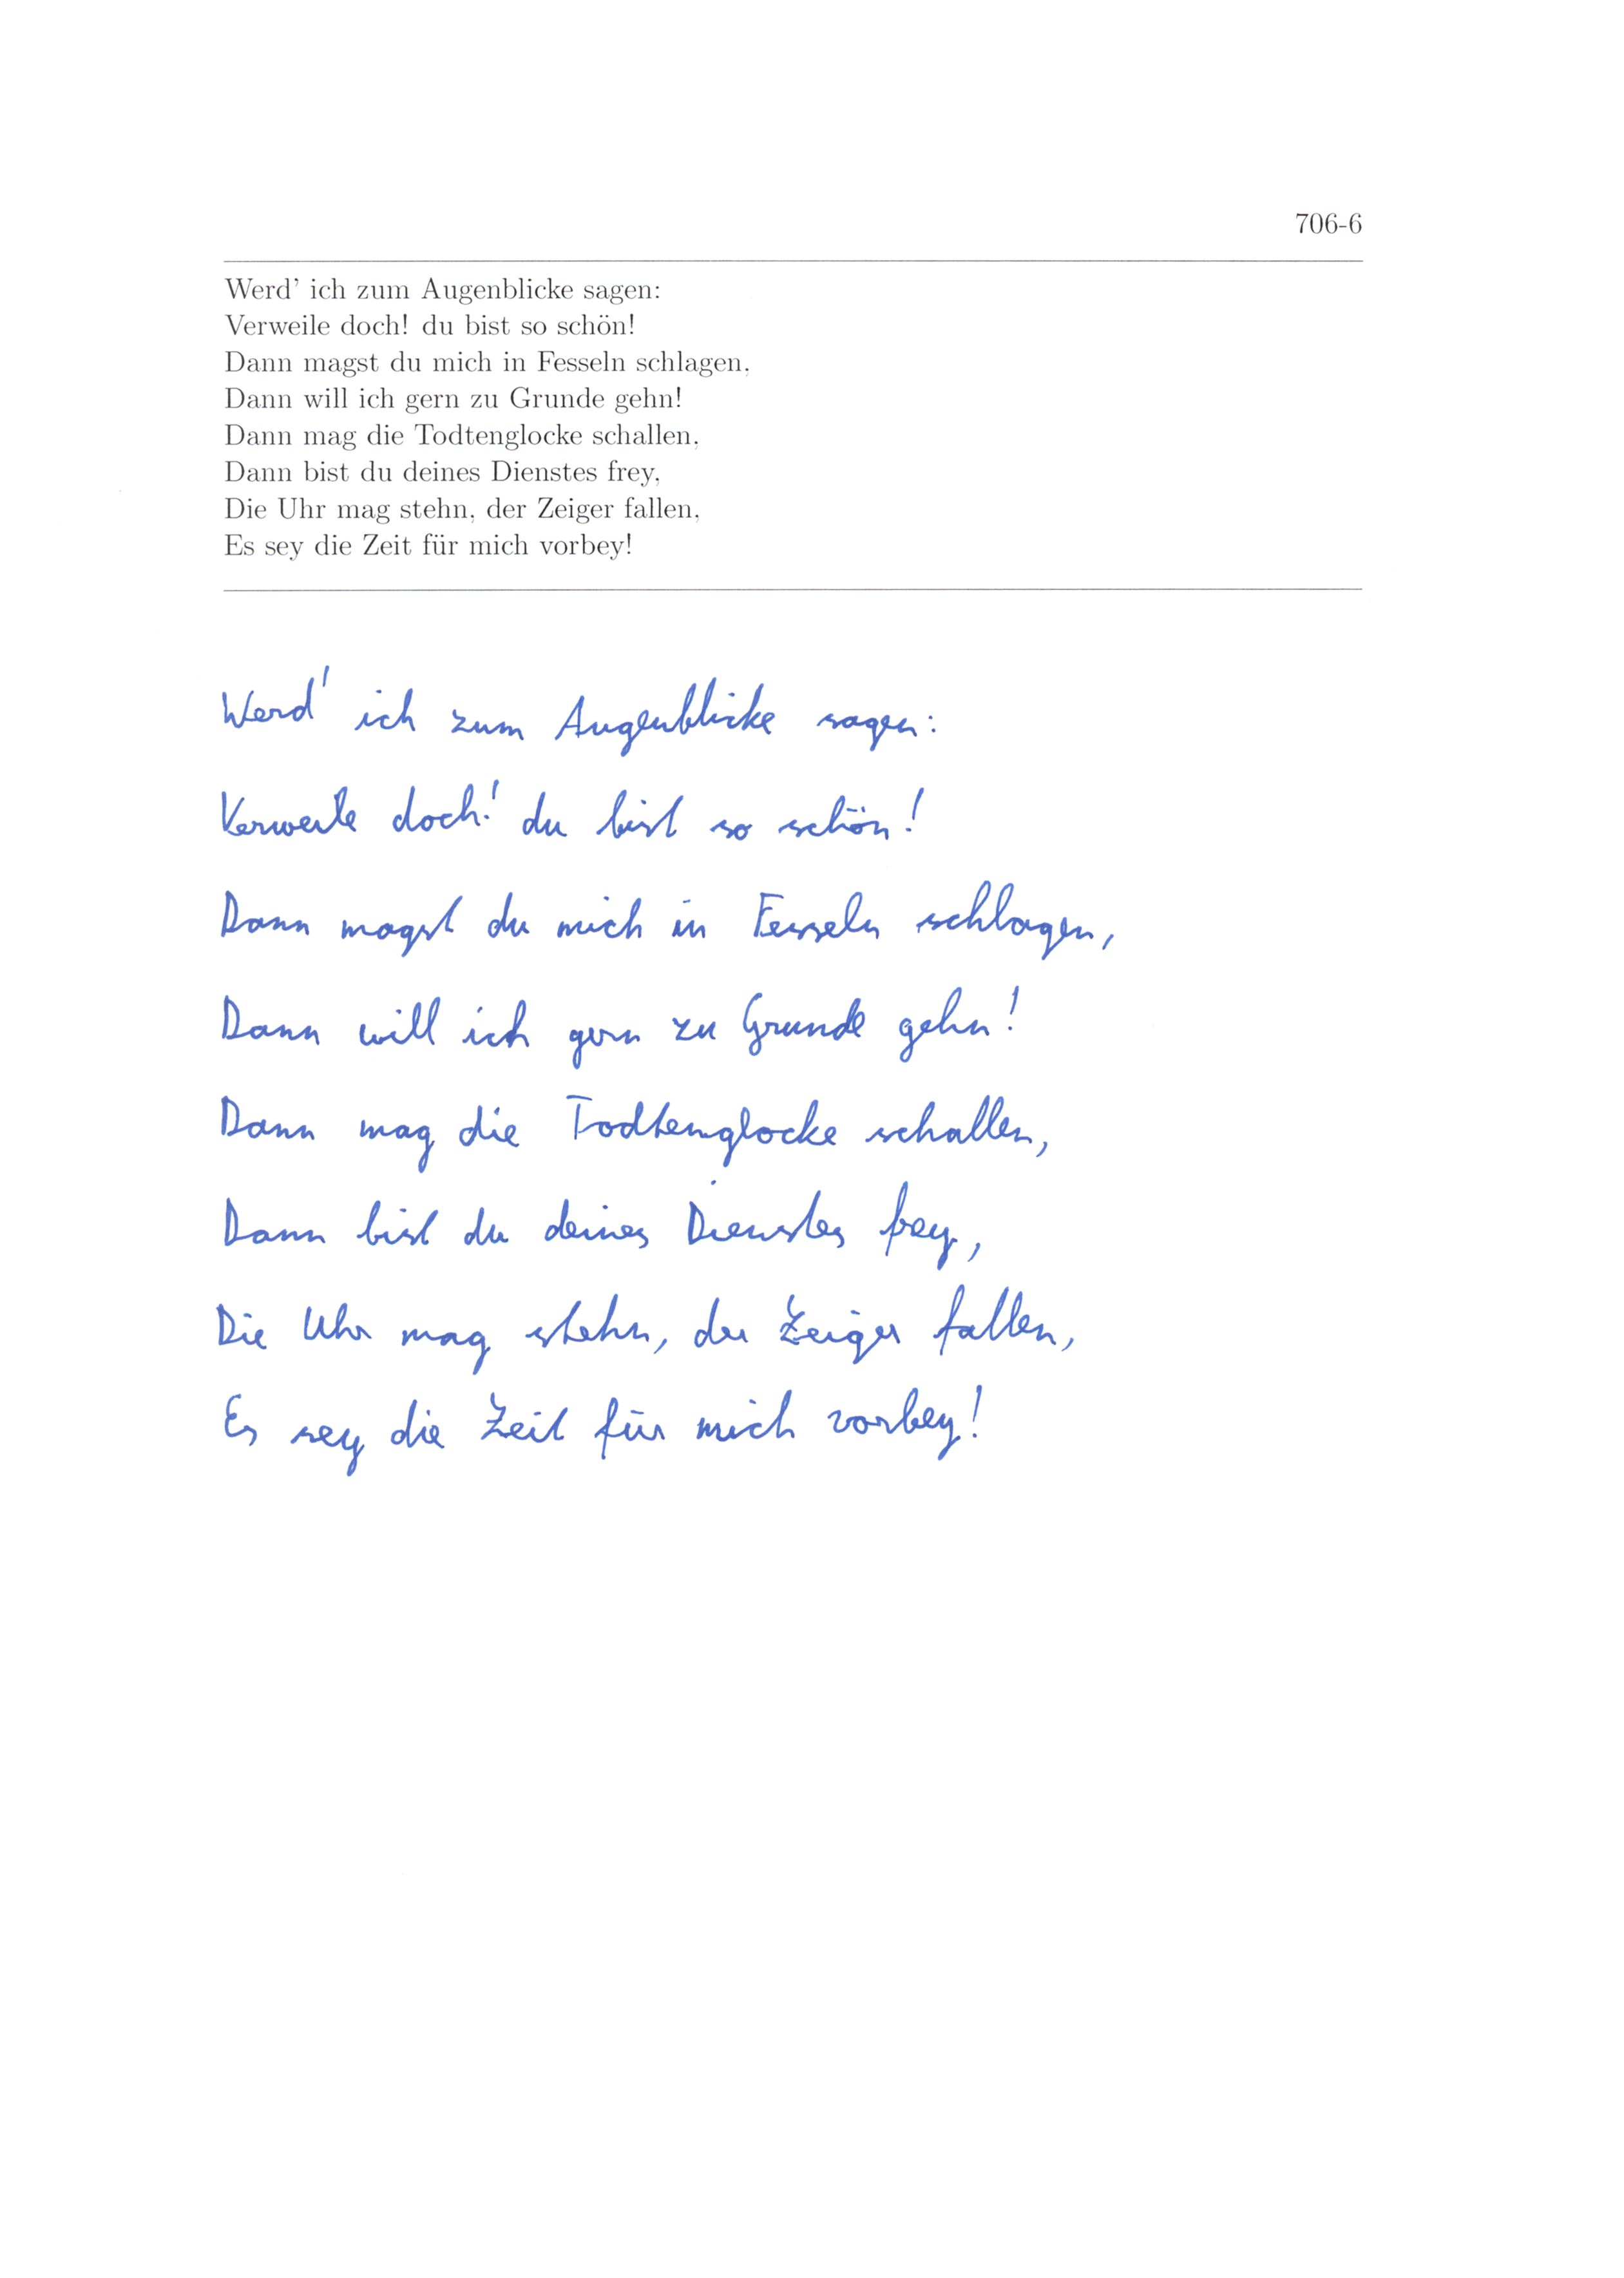 706-6
Werd' ich zum Augenblicke sagen:
Verweile doch! du bist so schön!
Dann magst du mich in Fesseln schlagen,
Dann will ich gern zu Grunde gehn!
Dann mag die Todtenglocke schallen,
Dann bist du deines Dienstes frey,
Die Uhr mag stehn, der Zeiger fallen,
Es sey die Zeit für mich vorbey!
Werd' ich zum Augenblicke sagen:
Verweile doch! du bist so schön!
Dann magst du mich in Fesseln schlagen,
Dann will ich gern zu Grunde gehn!
Dann mag die Todtenglocke schallen,
Dann bist du deines Dienstes frey,
Die Uhr mag stehn, der Zeiger fallen,
Es sey die Zeit für mich vorbey!